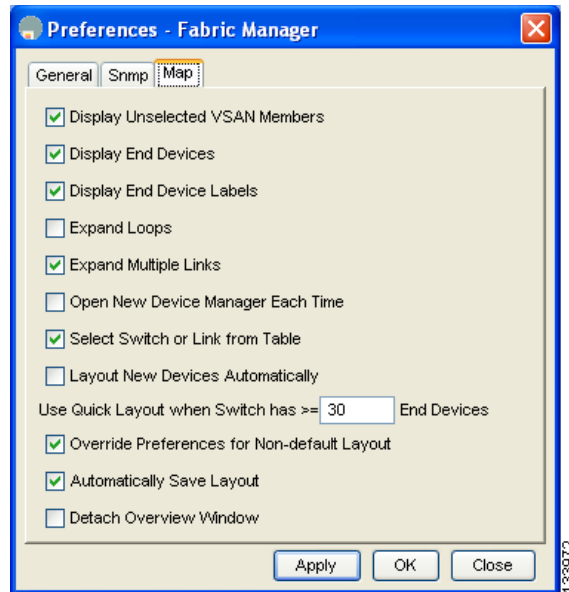 Preferences - Fabric Manager
General Snmp Map
Display Unselected VSAN Members
Display End Devices
Display End Device Labels
Expand Loops
Expand Multiple Links
Open New Device Manager Each Time
Select Switch or Link from Table
Layout New Devices Automatically
Use Quick Layout when Switch has >= 30 End Devices
Override Preferences for Non-default Layout
Automatically Save Layout
Detach Overview Window
Apply OK Close
133972